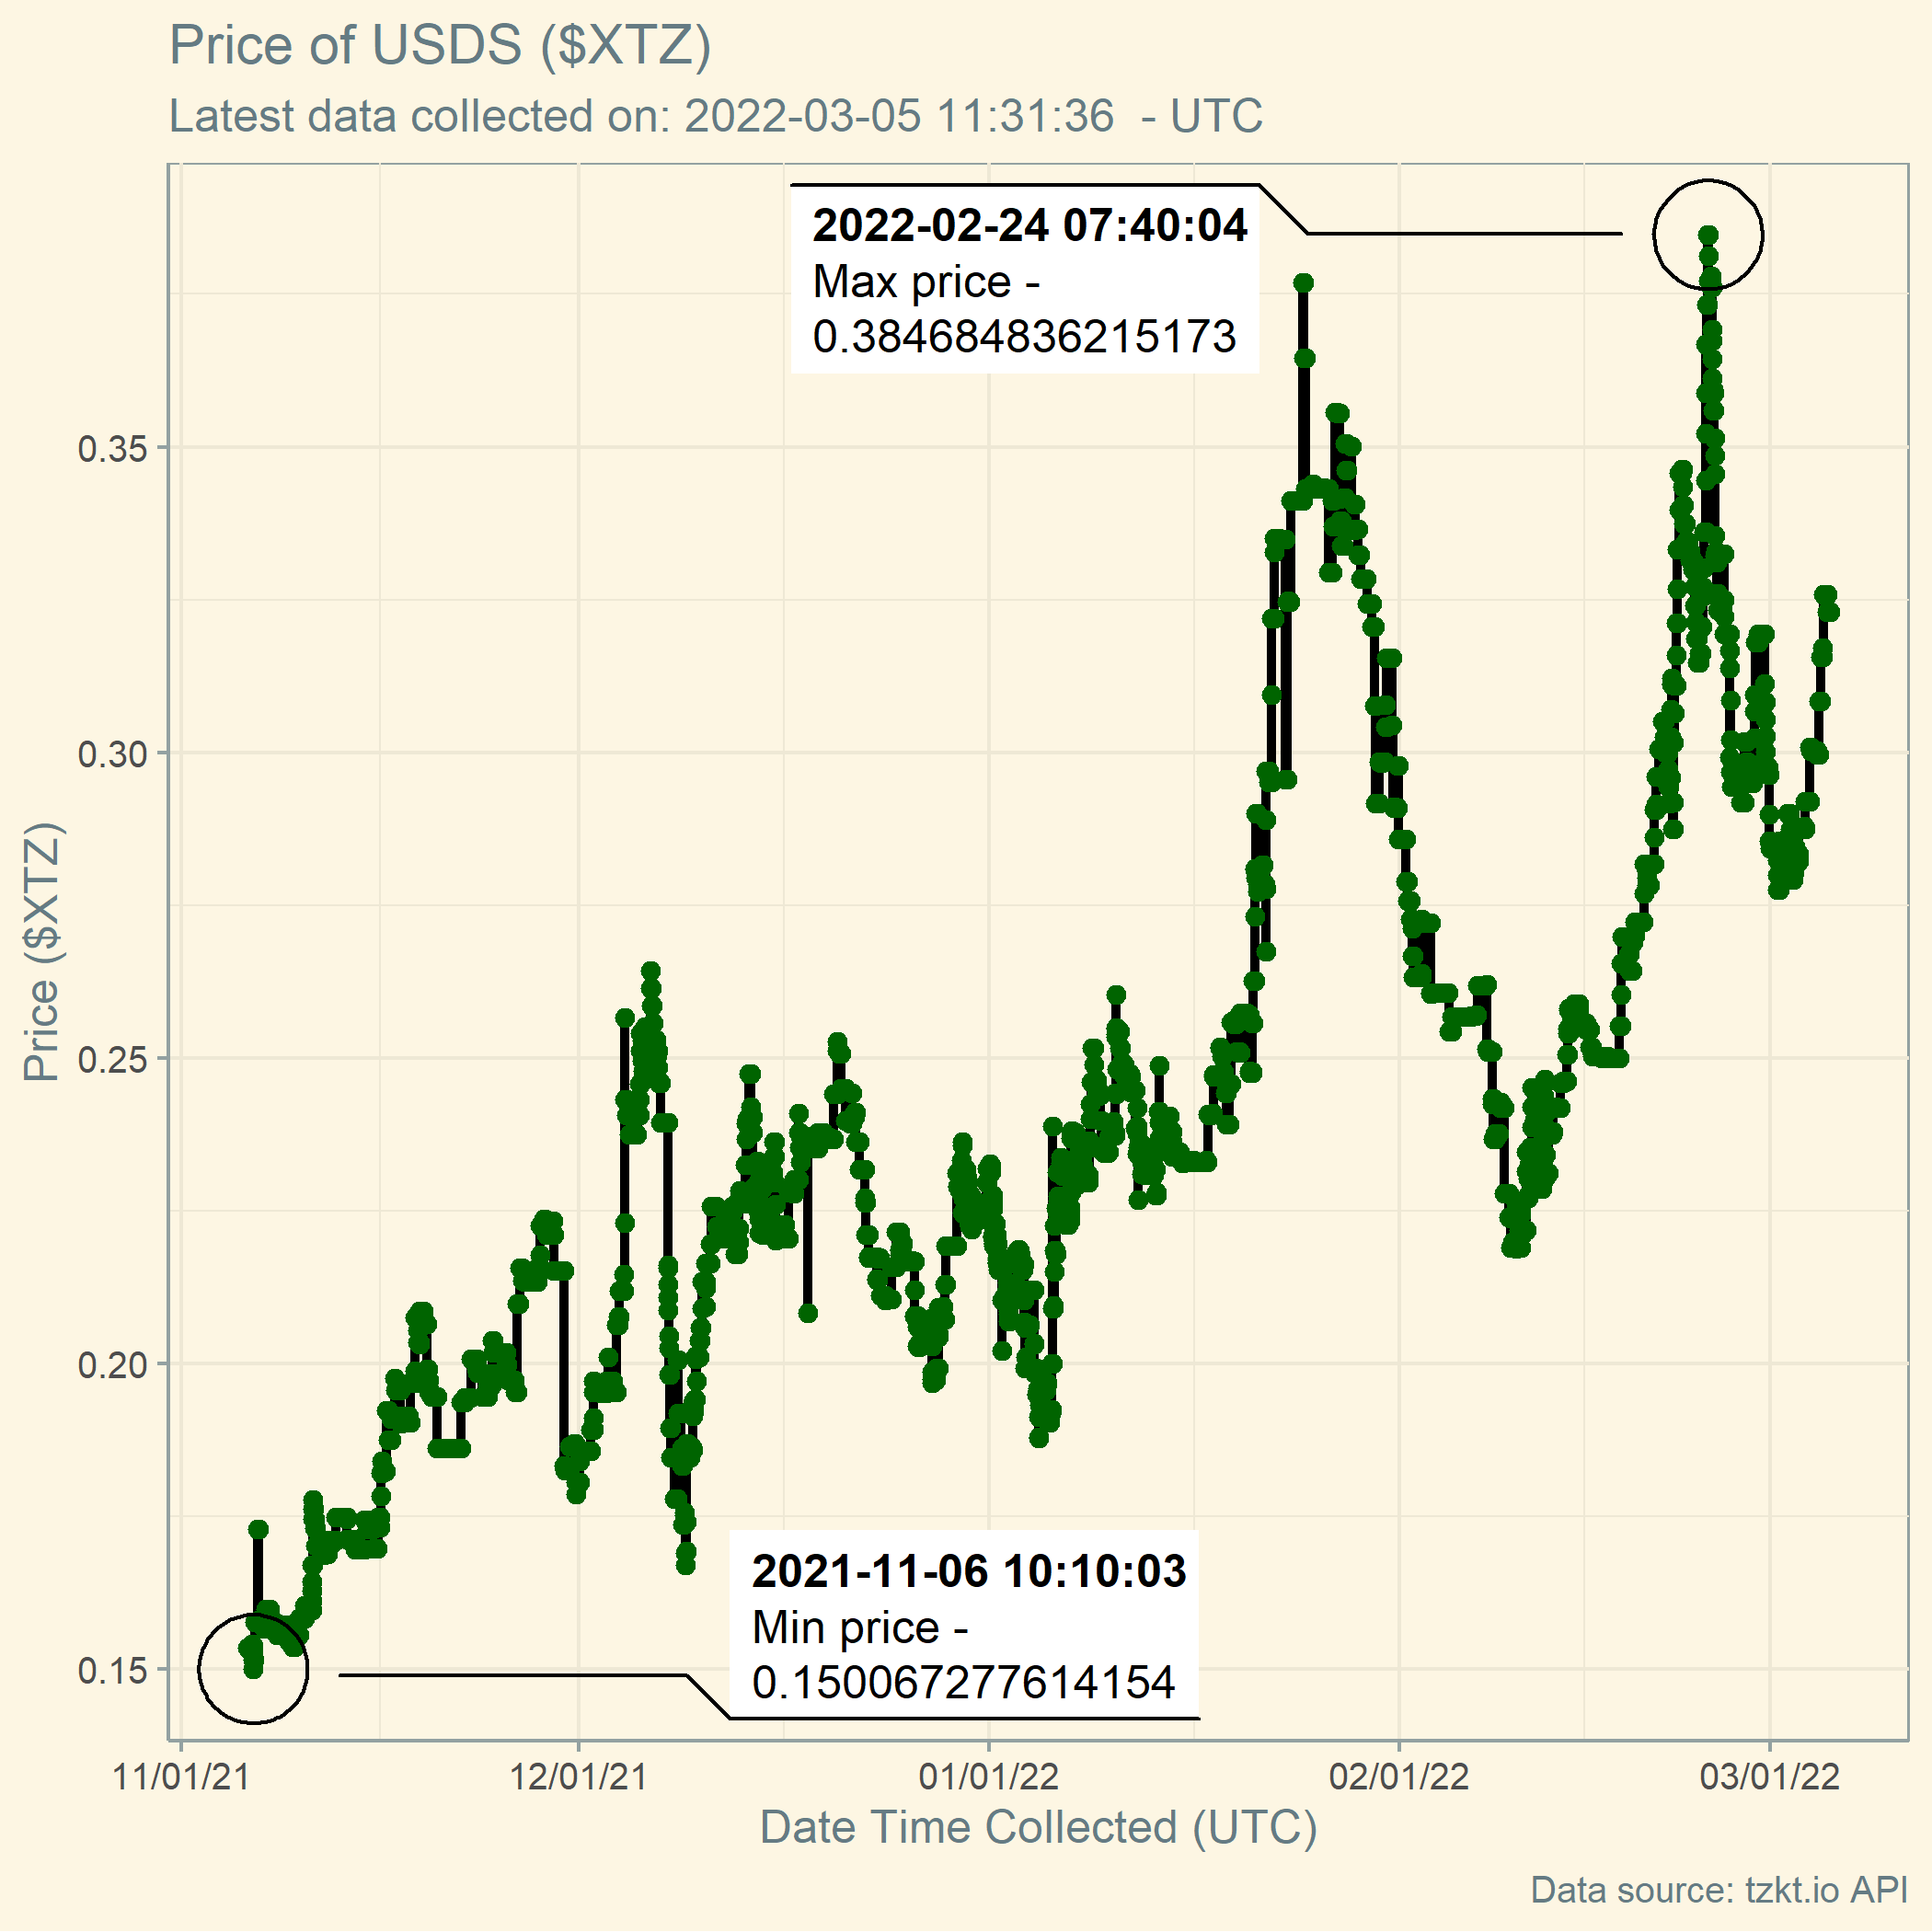 Price of USDS ($XTZ)
Latest data collected on: 2022-03-05 11:31:36  - UTC
2022-02-24 07:40:04
Max price -
0.384684836215173
0.35
0.30
0.25
0.20
0.15
Price ($XTZ)
2021-11-06 10:10:03
Min price -
0.150067277614154
11/01/21
12/01/21
01/01/22
02/01/22
03/01/22
Date Time Collected (UTC)
Data source: tzkt.io API